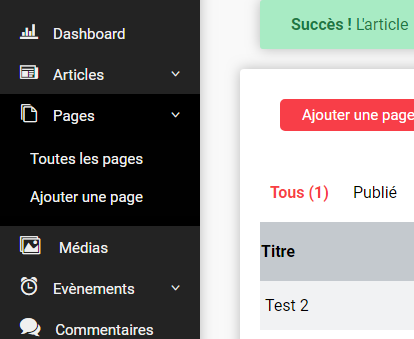 Dashboard
Articles
Pages
Toutes les pages
Ajouter une page
Médias
Evènements
Commentaires
Succès ! L'article
Ajouter une page
Tous (1) Publié
Titre
Test 2